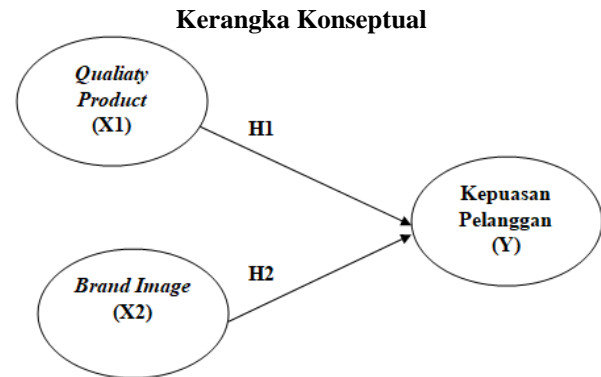 Kerangka Konseptual
Qualiaty
Product
(X1)
H1
Kepuasan
Pelanggan
(Y)
H2
Brand Image
(X2)